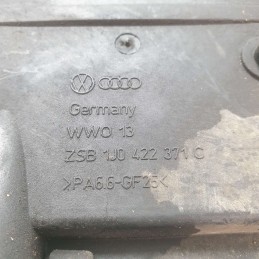 Germany
WWO 13
ZSB 1J0 422 371 C
>PA6.6-GF25<